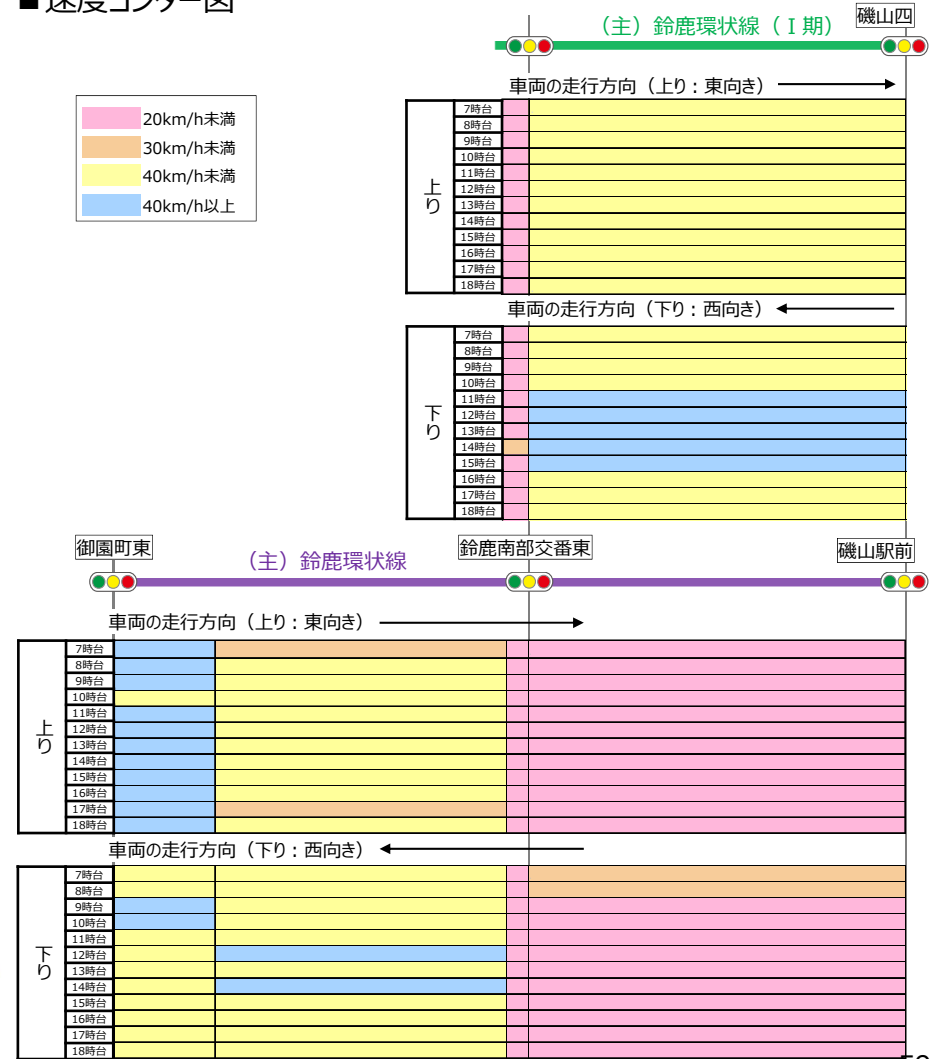 ■速度コンター図
磯山四
（主）鈴鹿環状線（Ⅰ期）
車両の走行方向（上り：東向き）
20km/h未満
30km/h未満
40km/h未満
40km/h以上
上り
7時台
8時台
9時台
10時台
11時台
12時台
13時台
14時台
15時台
16時台
17時台
18時台
車両の走行方向（下り：西向き）
下り
7時台
8時台
9時台
10時台
11時台
12時台
13時台
14時台
15時台
16時台
17時台
18時台
御園町東
（主）鈴鹿環状線
鈴鹿南部交番東
磯山駅前
車両の走行方向（上り：東向き）
上り
7時台
8時台
9時台
10時台
11時台
12時台
13時台
14時台
15時台
16時台
17時台
18時台
車両の走行方向（下り：西向き）
下り
7時台
8時台
9時台
10時台
11時台
12時台
13時台
14時台
15時台
16時台
17時台
18時台